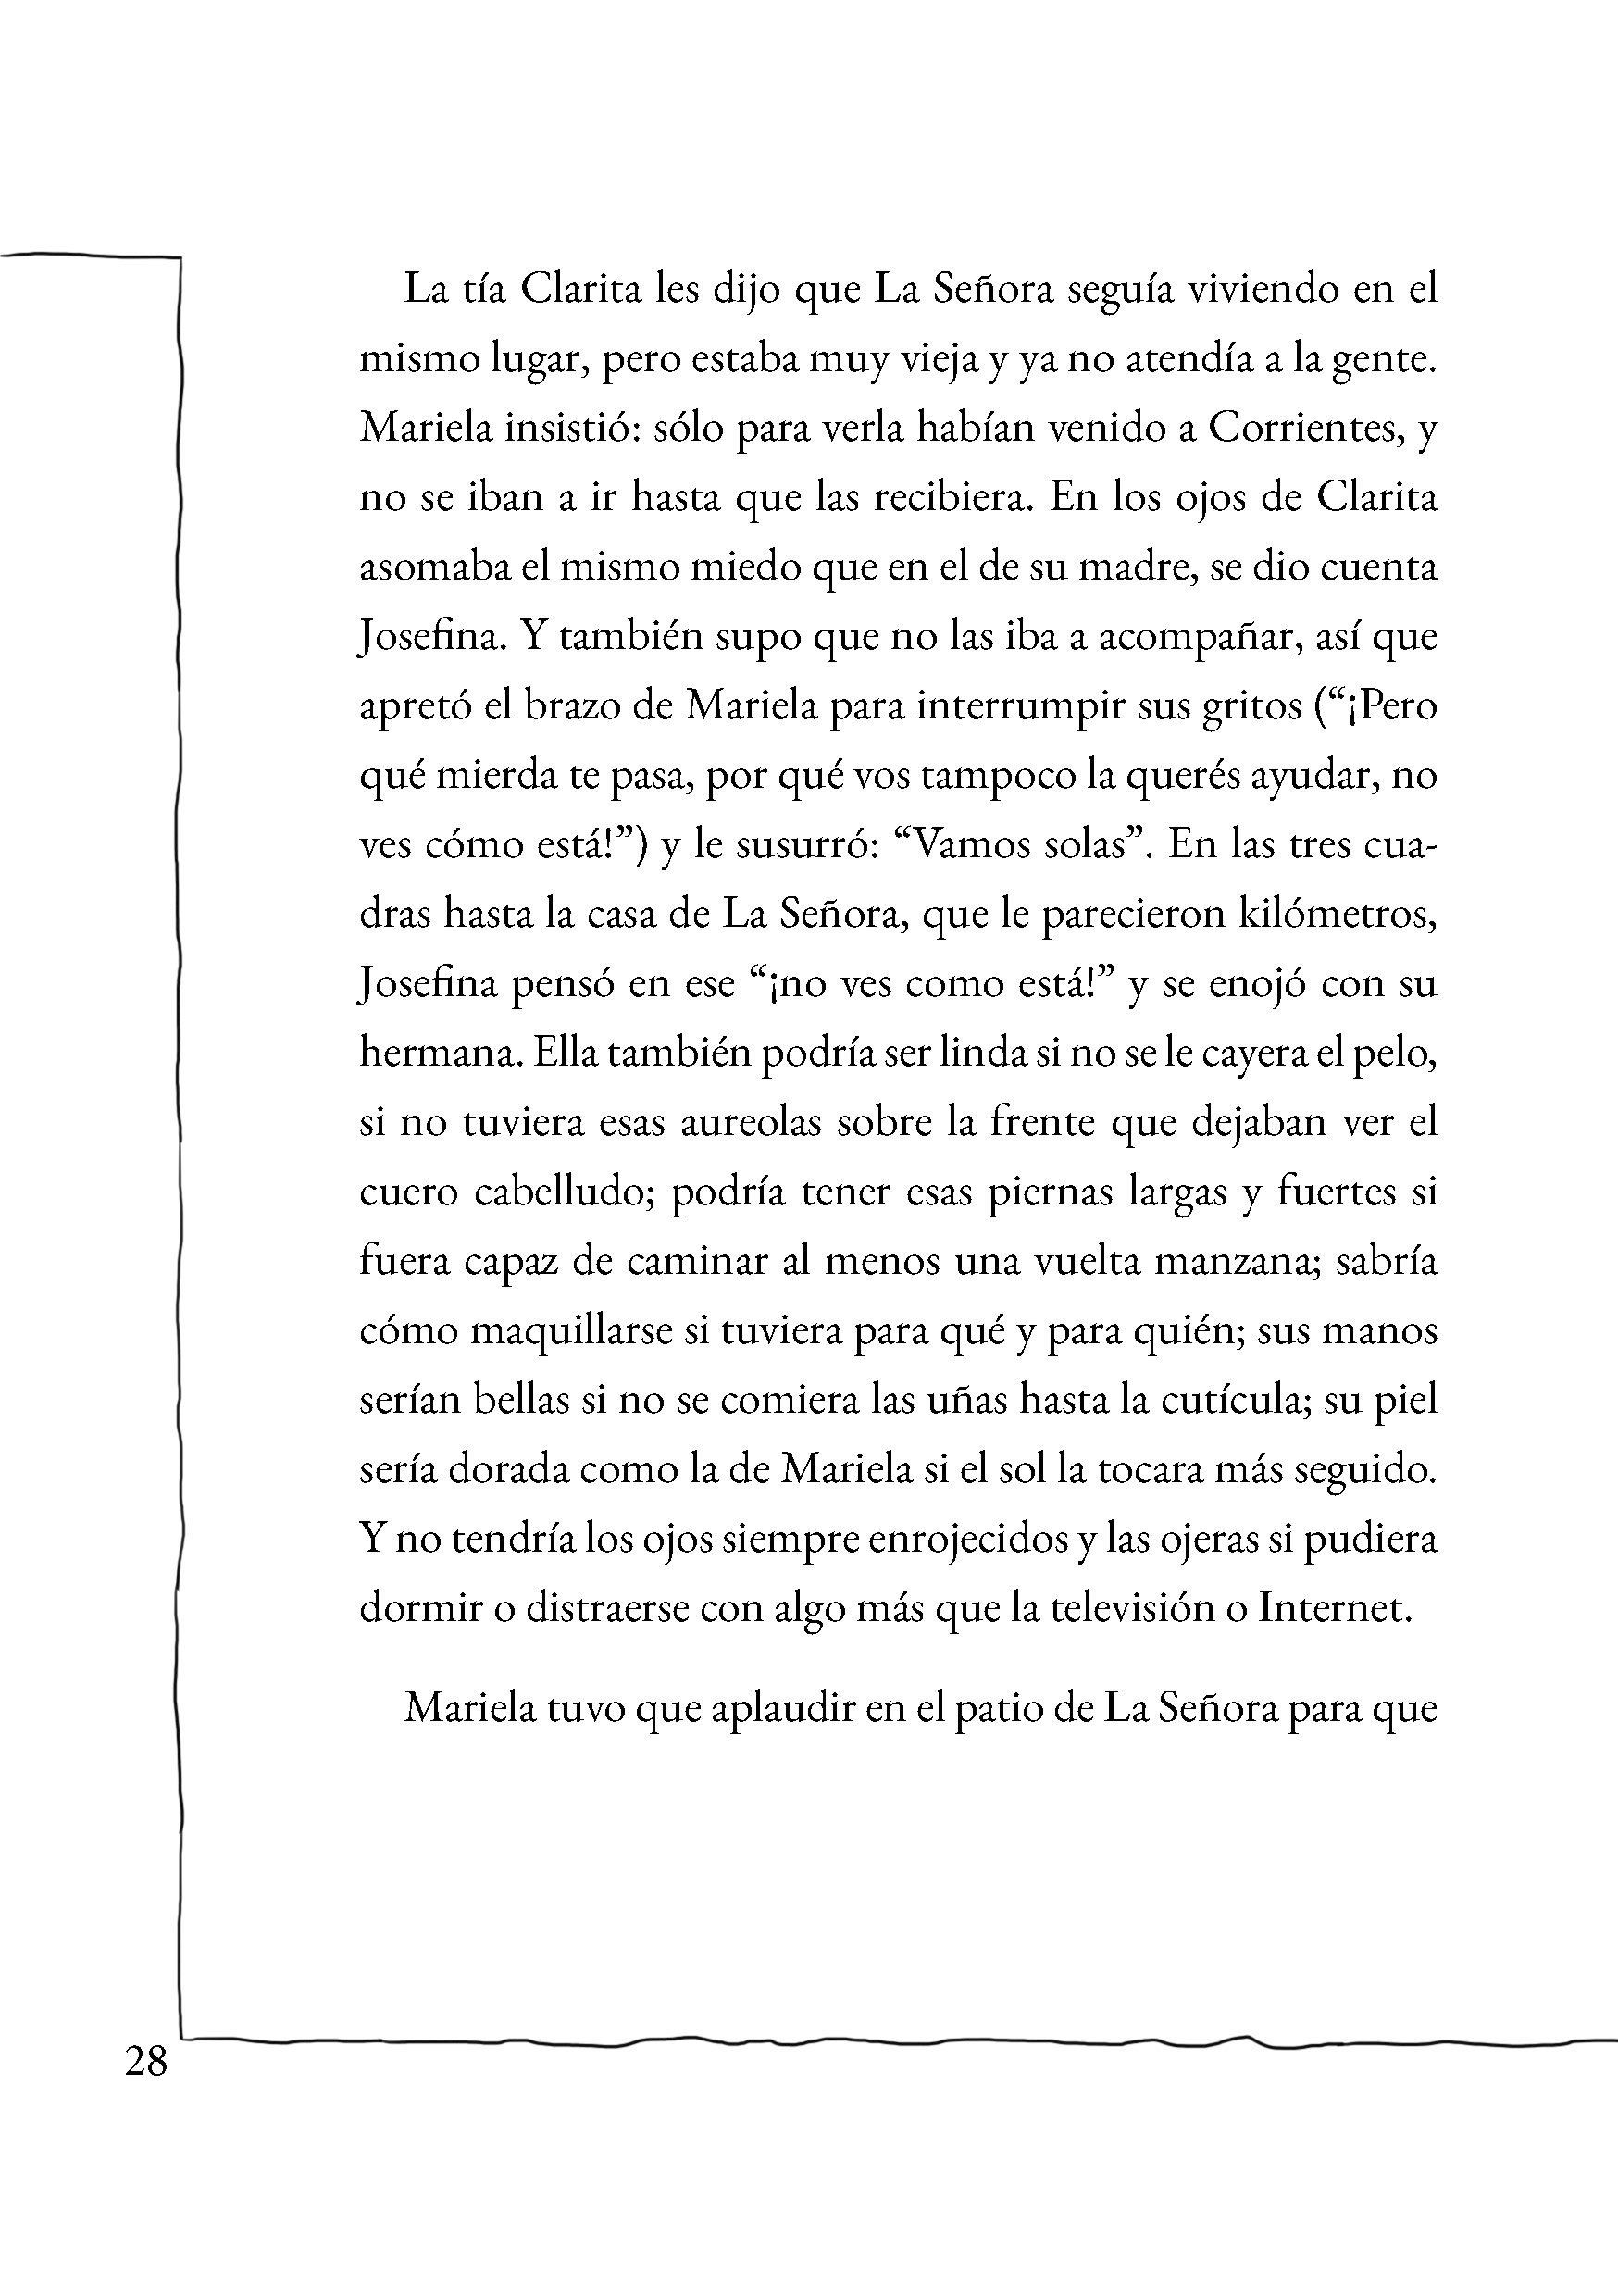 La tía Clarita les dijo que La Señora seguía viviendo en el
mismo lugar, pero estaba muy vieja y ya no atendía a la gente.
Mariela insistió: sólo para verla habían venido a Corrientes, y
no se iban a ir hasta que las recibiera. En los ojos de Clarita
asomaba el mismo miedo que en el de su madre, se dio cuenta
Josefina. Y también supo que no las iba a acompañar, así que
apretó el brazo de Mariela para interrumpir sus gritos (“¡Pero
qué mierda te pasa, por qué vos tampoco la querés ayudar, no
ves cómo está!”) y le susurró: “Vamos solas”. En las tres cua-
dras hasta la casa de La Señora, que le parecieron kilómetros,
Josefina pensó en ese “¡no ves como está!” y se enojó con su
hermana. Ella también podría ser linda si no se le cayera el pelo,
si no tuviera esas aureolas sobre la frente que dejaban ver el
cuero cabelludo; podría tener esas piernas largas y fuertes si
fuera capaz de caminar al menos una vuelta manzana; sabría
cómo maquillarse si tuviera para qué y para quién; sus manos
serían bellas si no se comiera las uñas hasta la cutícula; su piel
sería dorada como la de Mariela si el sol la tocara más seguido.
Y no tendría los ojos siempre enrojecidos y las ojeras si pudiera
dormir o distraerse con algo más que la televisión o Internet.
Mariela tuvo que aplaudir en el patio de La Señora para que
28